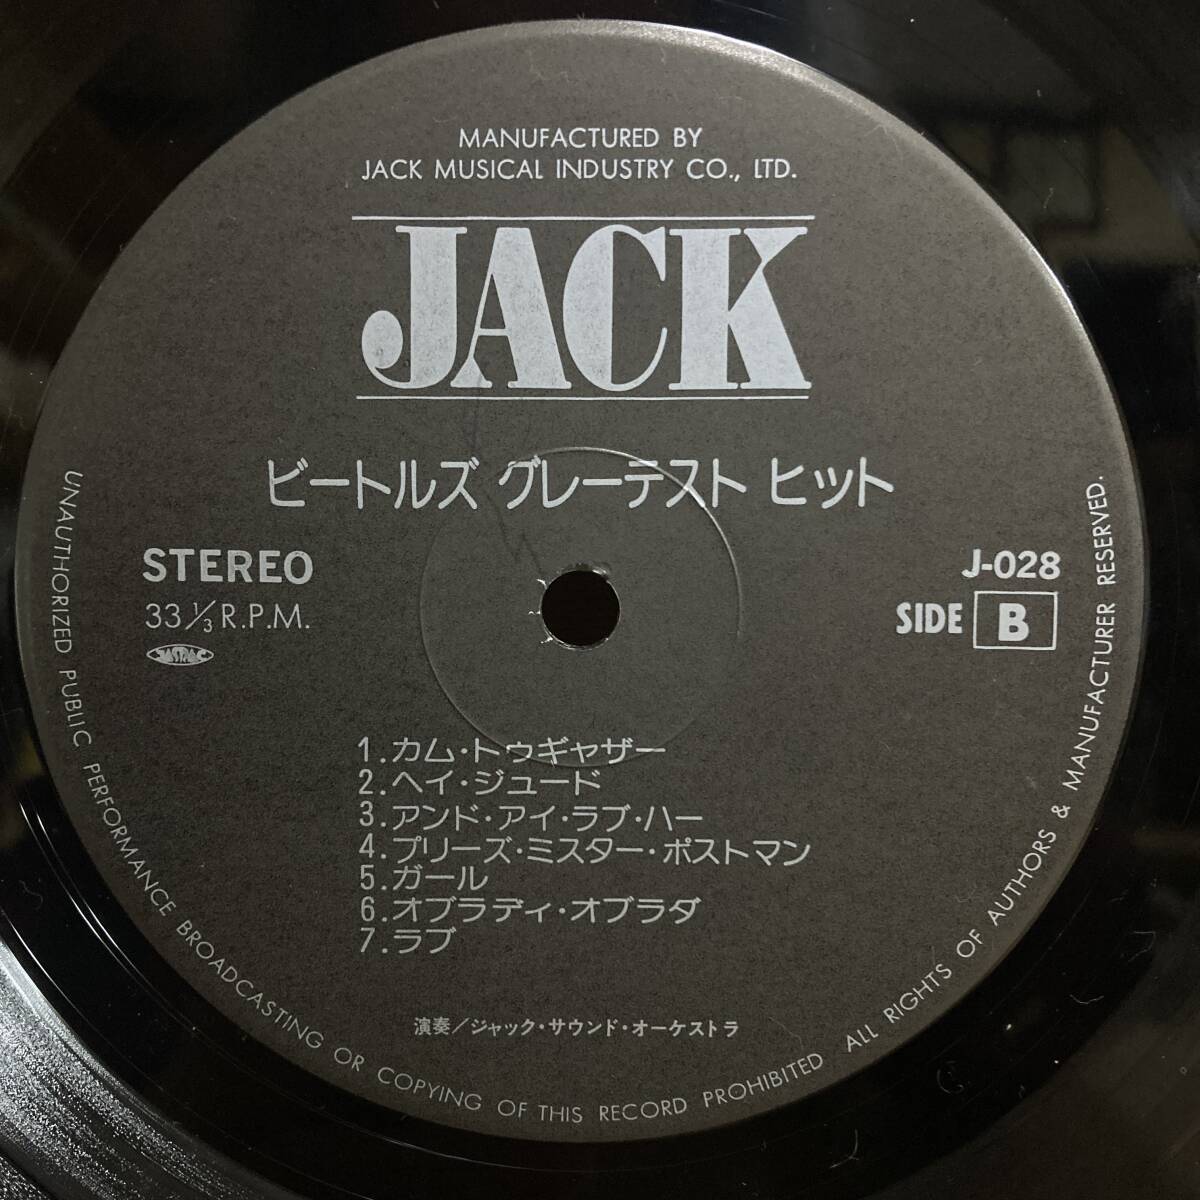 MANUFACTURED BY
JACK MUSICAL INDUSTRY CO., LTD.
JACK
ビートルズ グレーテスト ヒット
STEREO
33 1/3 R.P.M.
JASRAC
J-028
SIDE B
1.カム・トゥギャザー
2.ヘイ・ジュード
3.アンド・アイ・ラブ・ハー
4.プリーズ・ミスター・ポストマン
5.ガール
6.オブラディ・オブラダ
7.ラブ
演奏/ジャック・サウンド・オーケストラ
UNAUTHORIZED PUBLIC PERFORMANCE BROADCASTING OR COPYING OF THIS RECORD PROHIBITED ALL RIGHTS OF AUTHORS & MANUFACTURER RESERVED.